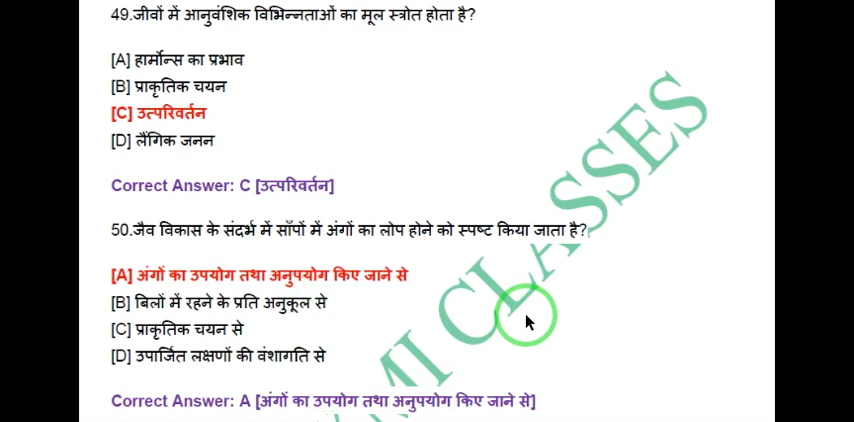 49.जीवों में आनुवंशिक विभिन्नताओं का मूल स्त्रोत होता है?
[A] हार्मोन्स का प्रभाव
[B] प्राकृतिक चयन
[C] उत्परिवर्तन
[D] लैंगिक जनन
Correct Answer: C [उत्परिवर्तन]
50.जैव विकास के संदर्भ में साँपों में अंगों का लोप होने को स्पष्ट किया जाता है?
[A] अंगों का उपयोग तथा अनुपयोग किए जाने से
[B] बिलों में रहने के प्रति अनुकूल से
[C] प्राकृतिक चयन से
[D] उपार्जित लक्षणों की वंशागति से
Correct Answer: A [अंगों का उपयोग तथा अनुपयोग किए जाने से]
CLASSES